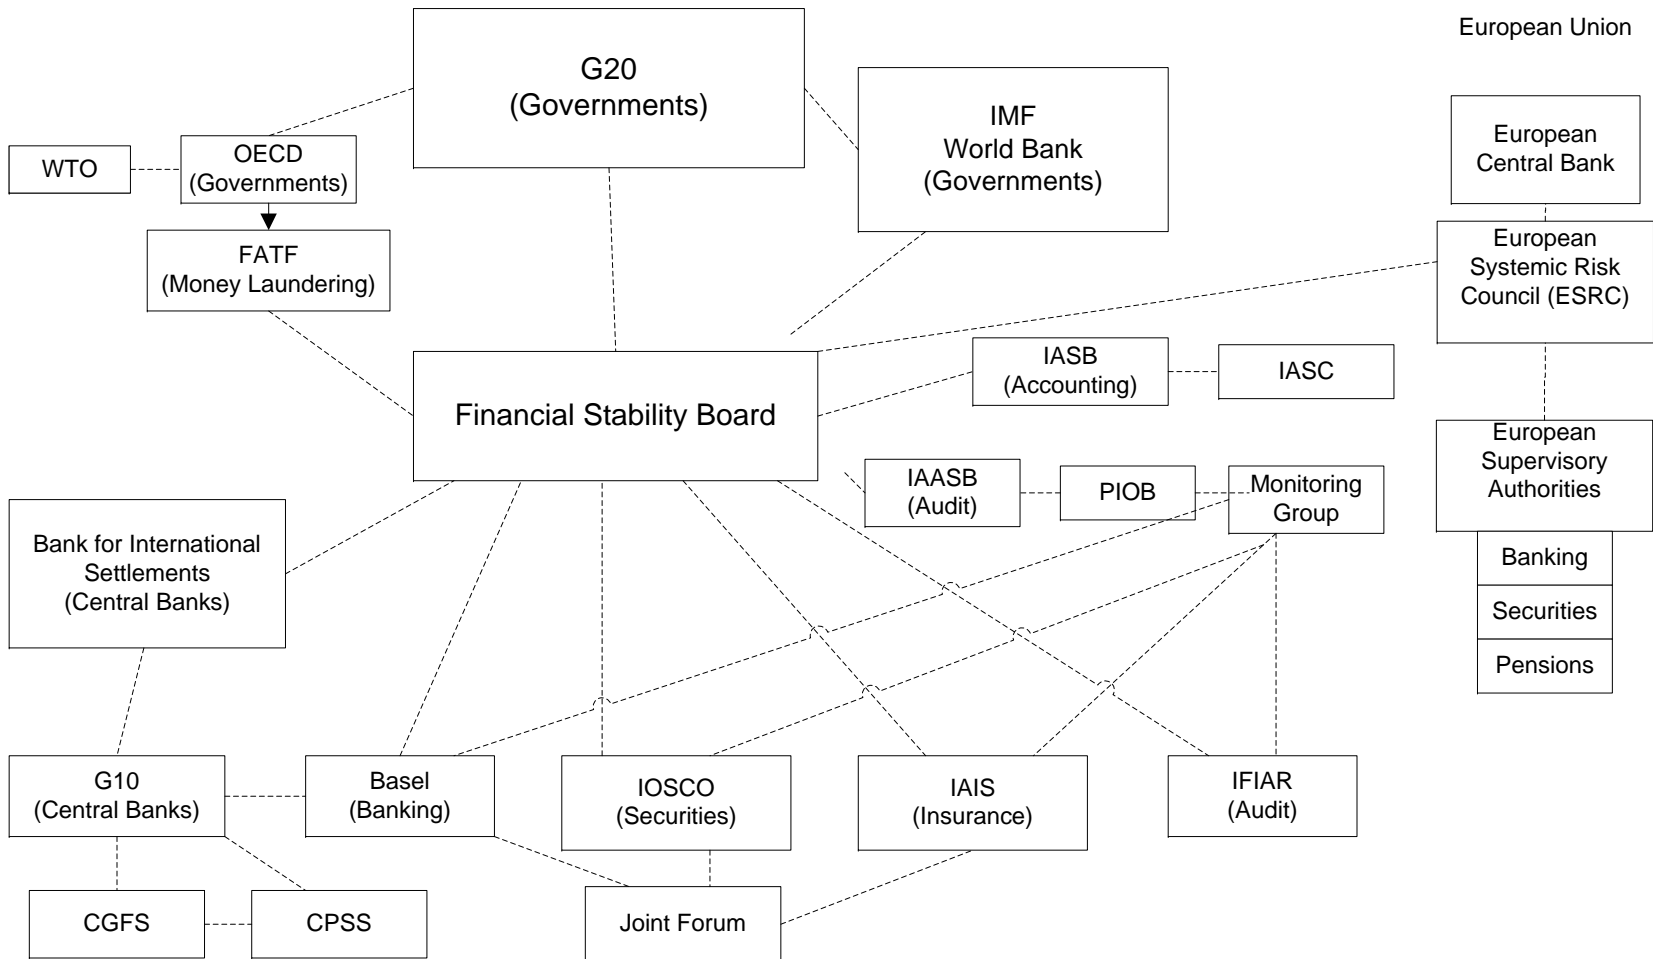 European Union
G20
(Governments)
IMF
World Bank
(Governments)
European
Central Bank
WTO
OECD
(Governments)
FATF
(Money Laundering)
European
Systemic Risk
Council (ESRC)
Financial Stability Board
IASB
(Accounting)
IASC
European
Supervisory
Authorities
IAASB
(Audit)
PIOB
Monitoring
Group
Bank for International
Settlements
(Central Banks)
Banking
Securities
Pensions
G10
(Central Banks)
Basel
(Banking)
IOSCO
(Securities)
IAIS
(Insurance)
IFIAR
(Audit)
CGFS
CPSS
Joint Forum